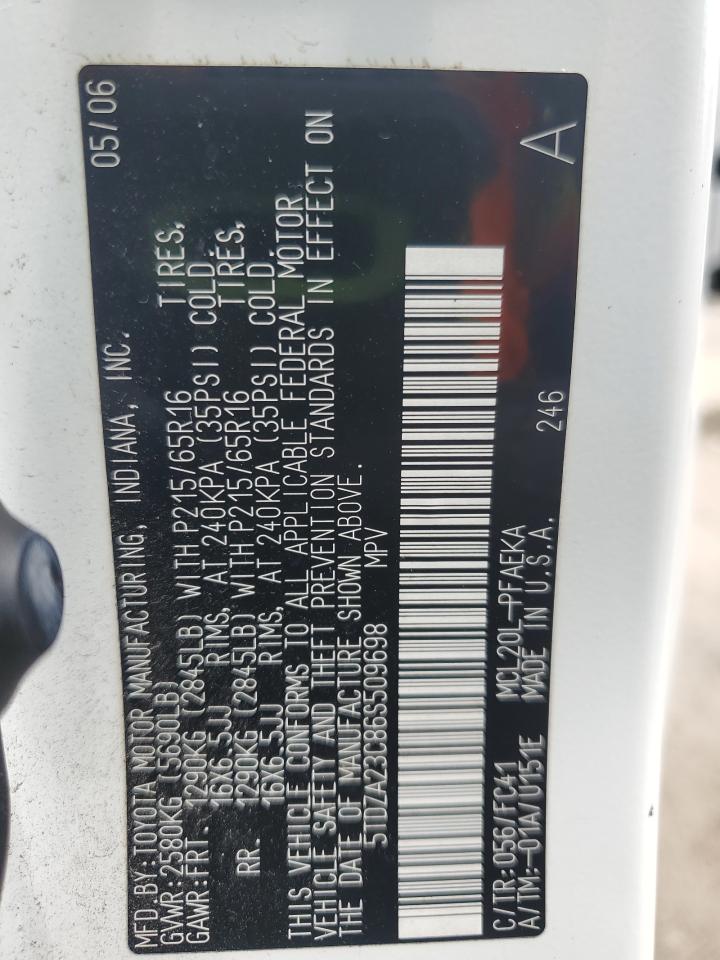 MFD.BY:TOYOTA MOTOR MANUFACTURING, INDIANA, INC. 05/06
GVWR:2580KG (5690LB)
GAWR:FRT. 1290KG (2845LB) WITH P215/65R16 TIRES,
16X6.5JJ RIMS, AT 240KPA (35PSI) COLD.
RR. 1290KG (2845LB) WITH P215/65R16 TIRES,
16X6.5JJ RIMS, AT 240KPA (35PSI) COLD.
THIS VEHICLE CONFORMS TO ALL APPLICABLE FEDERAL MOTOR
VEHICLE SAFETY AND THEFT PREVENTION STANDARDS IN EFFECT ON
THE DATE OF MANUFACTURE SHOWN ABOVE.
5TDZA23C86S509698 MPV
C/TR:056/FC41 MCL20L-PFAEKA 246 A
A/TM:-01A/U151E MADE IN U.S.A.